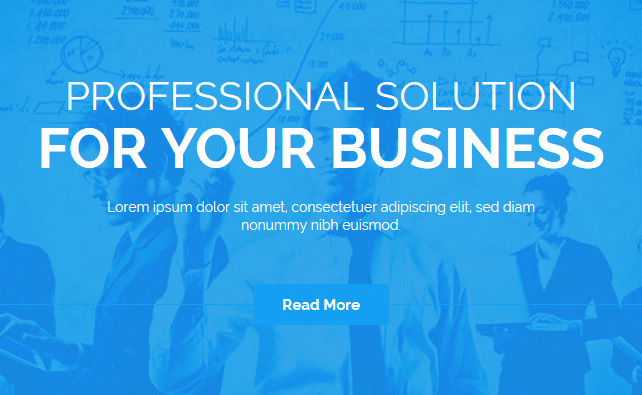 PROFESSIONAL SOLUTION
FOR YOUR BUSINESS
Lorem ipsum dolor sit amet, consectetuer adipiscing elit, sed diam
nonummy nibh euismod.
Read More